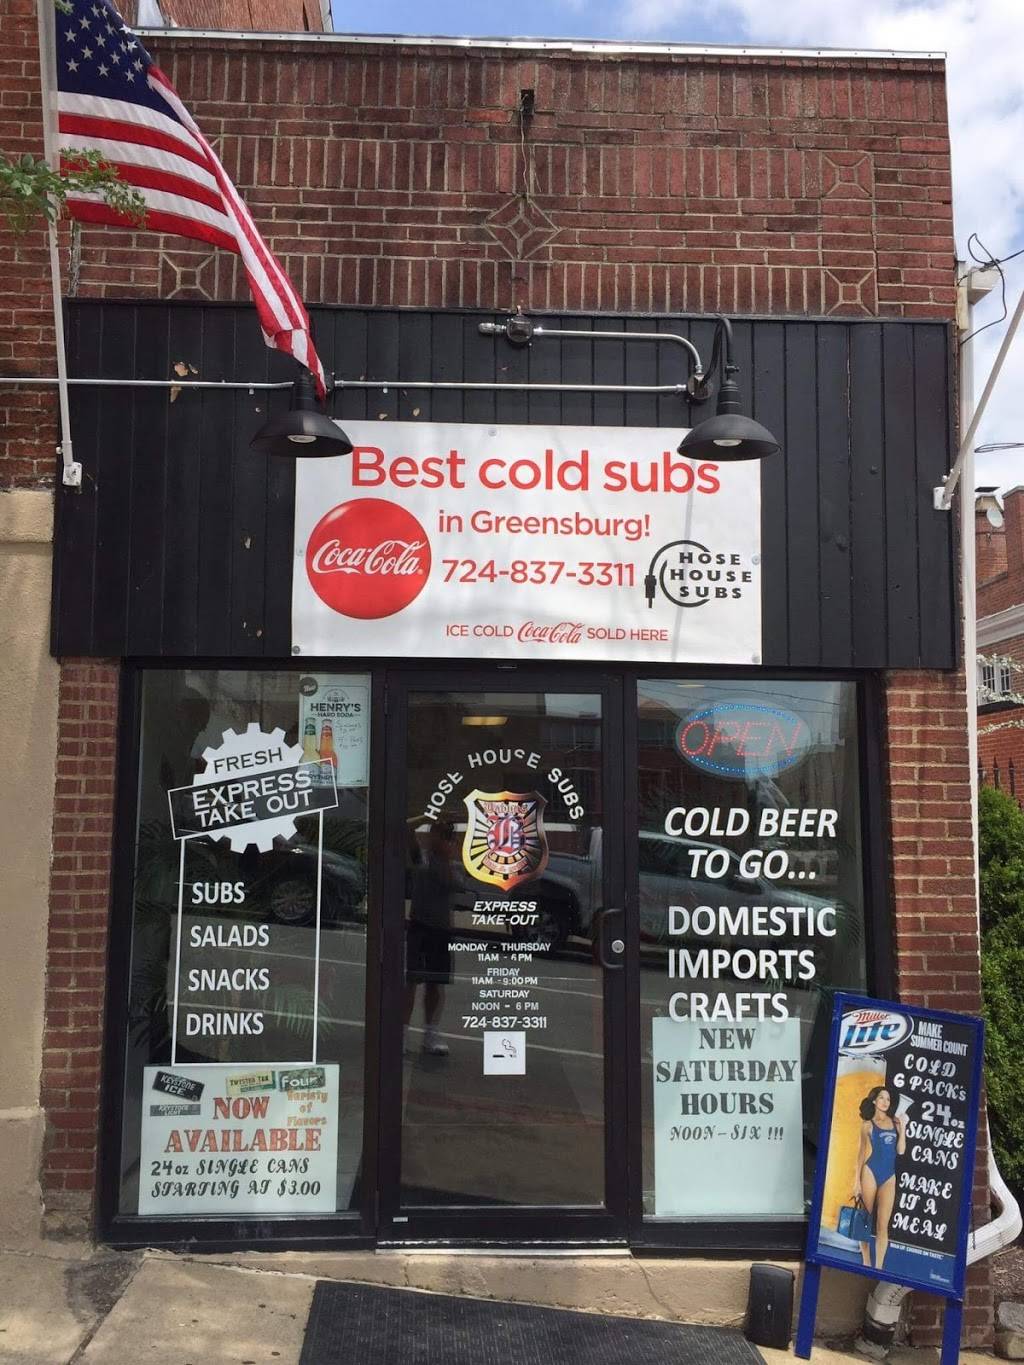 Best cold subs
in Greensburg!
Coca-Cola
724-837-3311
HOSE
HOUSE
SUBS
ICE COLD Coca-Cola SOLD HERE
HENRY'S
HARD SODA
FRESH
EXPRESS
TAKE OUT
SUBS
SALADS
SNACKS
DRINKS
KEYSTONE
ICE
TWISTED TEA
FOUR
Variety
of
Flavors
NOW
AVAILABLE
24oz SINGLE CANS
STARTING AT $3.00
HOSE HOUSE SUBS
B
EXPRESS
TAKE-OUT
MONDAY - THURSDAY
11AM - 6PM
FRIDAY
11AM - 9:00PM
SATURDAY
NOON - 6 PM
724-837-3311
OPEN
COLD BEER
TO GO...
DOMESTIC
IMPORTS
CRAFTS
NEW
SATURDAY
HOURS
NOON-SIX !!!
Miller
Lite
MAKE
SUMMER COUNT
COLD
6 PACK's
24oz
SINGLE
CANS
MAKE
IT A
MEAL